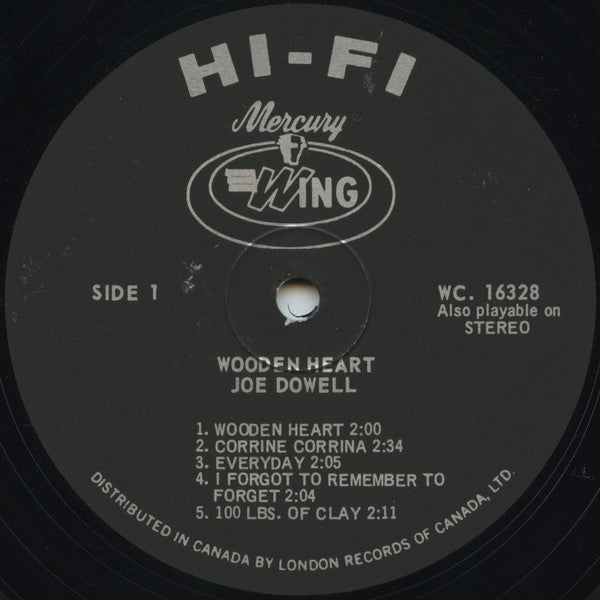 HI-FI
Mercury
WING
SIDE 1
WC. 16328
Also playable on
STEREO
WOODEN HEART
JOE DOWELL
1. WOODEN HEART 2:00
2. CORRINE CORRINA 2:34
3. EVERYDAY 2:05
4. I FORGOT TO REMEMBER TO
FORGET 2:04
5. 100 LBS. OF CLAY 2:11
DISTRIBUTED IN CANADA BY LONDON RECORDS OF CANADA, LTD.